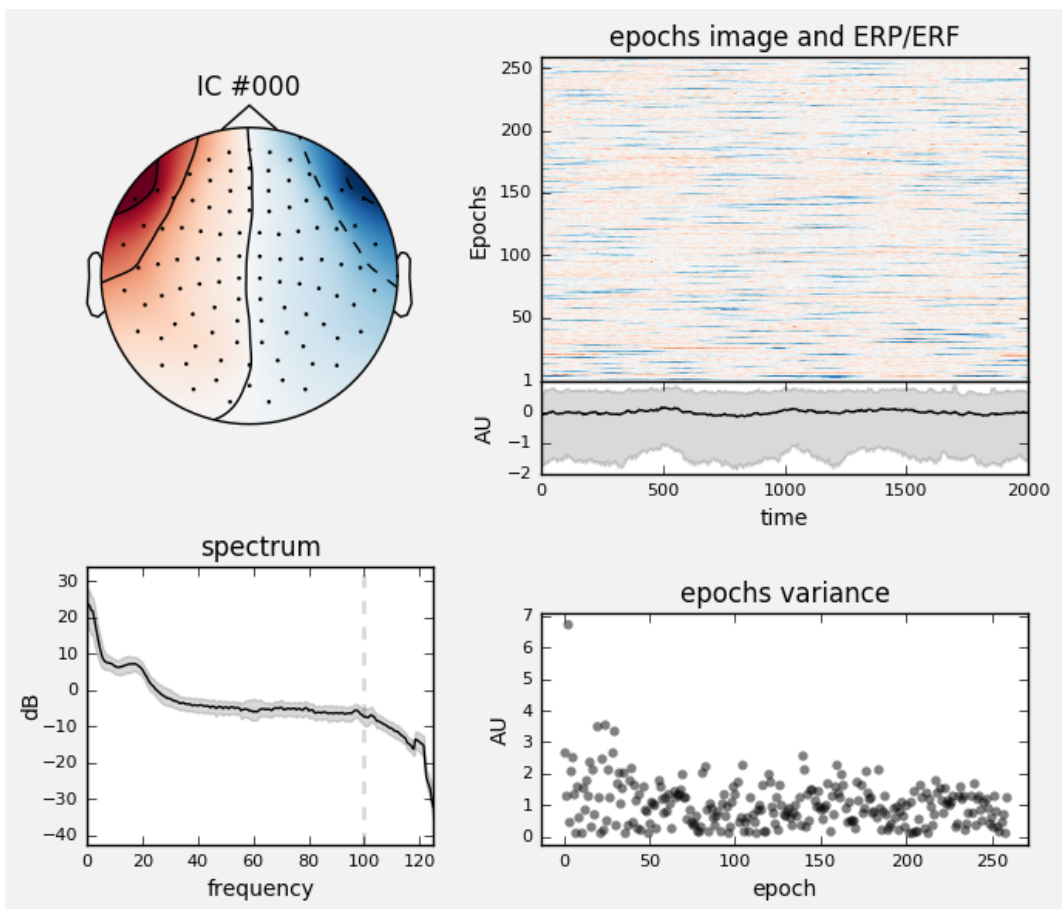 IC #000
epochs image and ERP/ERF
Epochs
250
200
150
100
50
1
AU
0
−1
−2
0 500 1000 1500 2000
time
spectrum
dB
30
20
10
0
−10
−20
−30
−40
0 20 40 60 80 100 120
frequency
epochs variance
AU
7
6
5
4
3
2
1
0
0 50 100 150 200 250
epoch